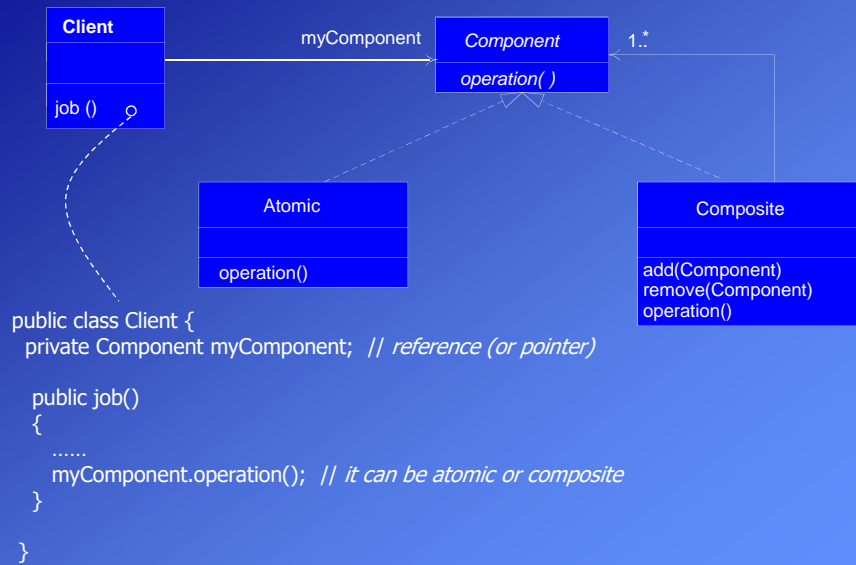 Client
job ()
myComponent
Component
operation( )
1..*
Atomic
operation()
Composite
add(Component)
remove(Component)
operation()
public class Client {
private Component myComponent; // reference (or pointer)
public job()
{
......
myComponent.operation(); // it can be atomic or composite
}
}